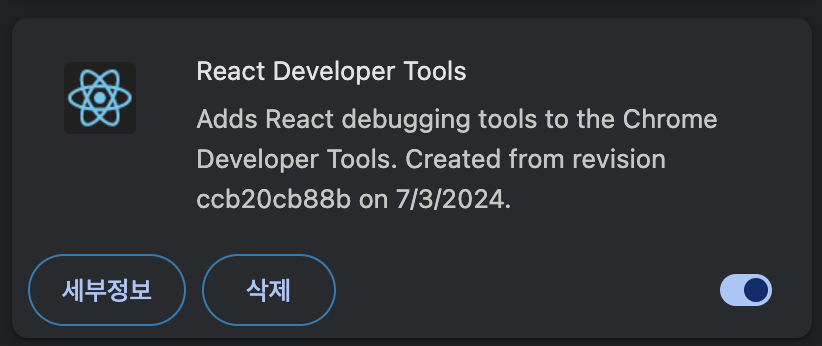 React Developer Tools
Adds React debugging tools to the Chrome
Developer Tools. Created from revision
ccb20cb88b on 7/3/2024.
세부정보 삭제